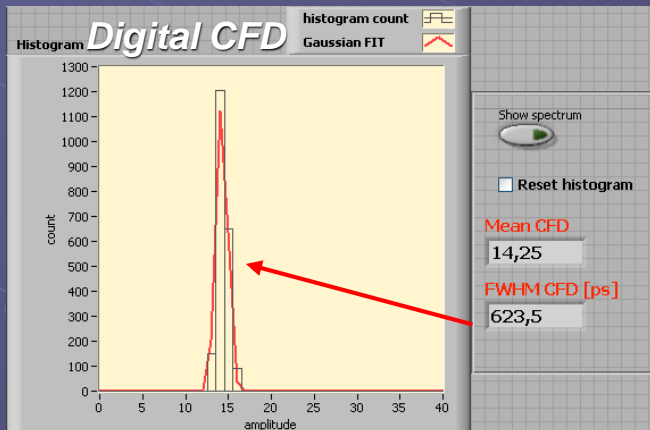 histogram count
Histogram Digital CFD Gaussian FIT
1300
1200
1100
1000
900
800
700
600
500
400
300
200
100
0
count
0 5 10 15 20 25 30 35 40
amplitude
Show spectrum
Reset histogram
Mean CFD
14,25
FWHM CFD [ps]
623,5